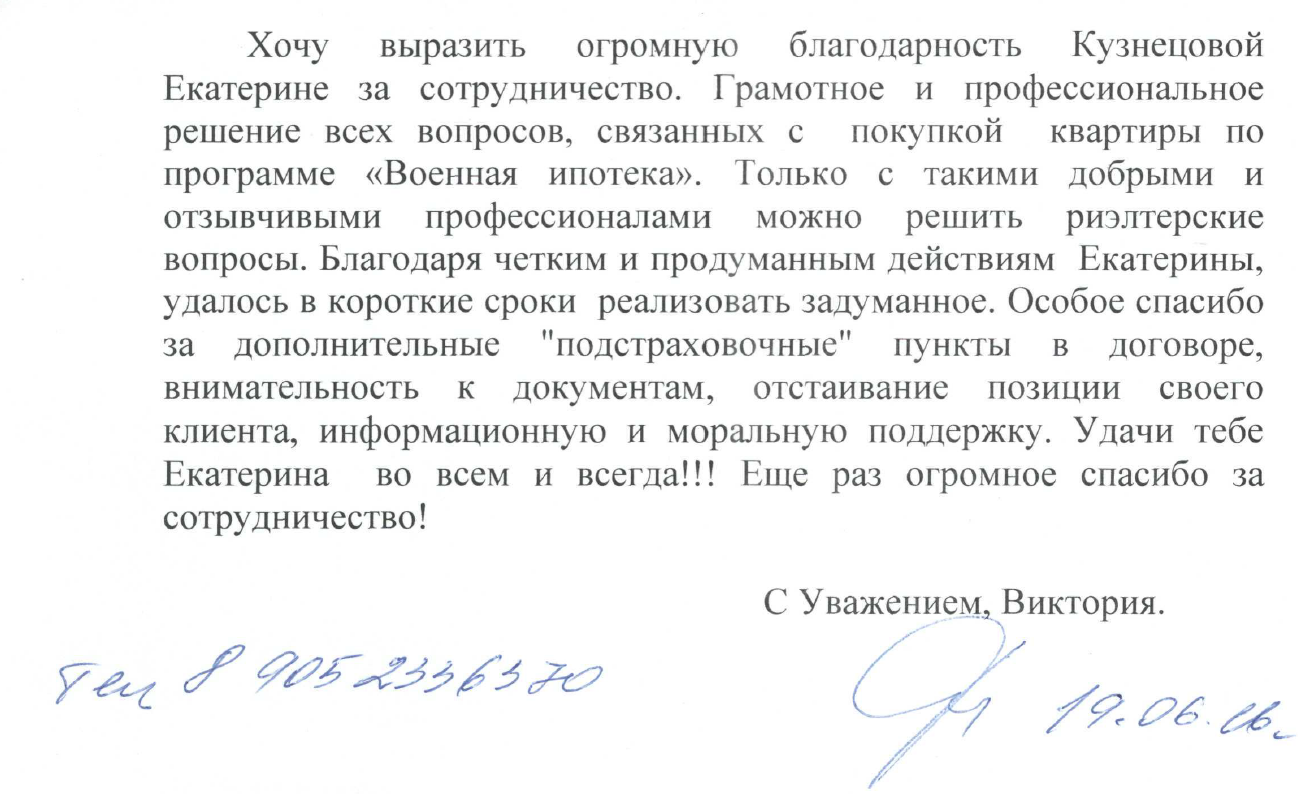 Хочу выразить огромную благодарность Кузнецовой
Екатерине за сотрудничество. Грамотное и профессиональное
решение всех вопросов, связанных с покупкой квартиры по
программе «Военная ипотека». Только с такими добрыми и
отзывчивыми профессионалами можно решить риэлтерские
вопросы. Благодаря четким и продуманным действиям Екатерины,
удалось в короткие сроки реализовать задуманное. Особое спасибо
за дополнительные "подстраховочные" пункты в договоре,
внимательность к документам, отстаивание позиции своего
клиента, информационную и моральную поддержку. Удачи тебе
Екатерина во всем и всегда!!! Еще раз огромное спасибо за
сотрудничество!
С Уважением, Виктория.
тел 8 905 2336370
19.06.